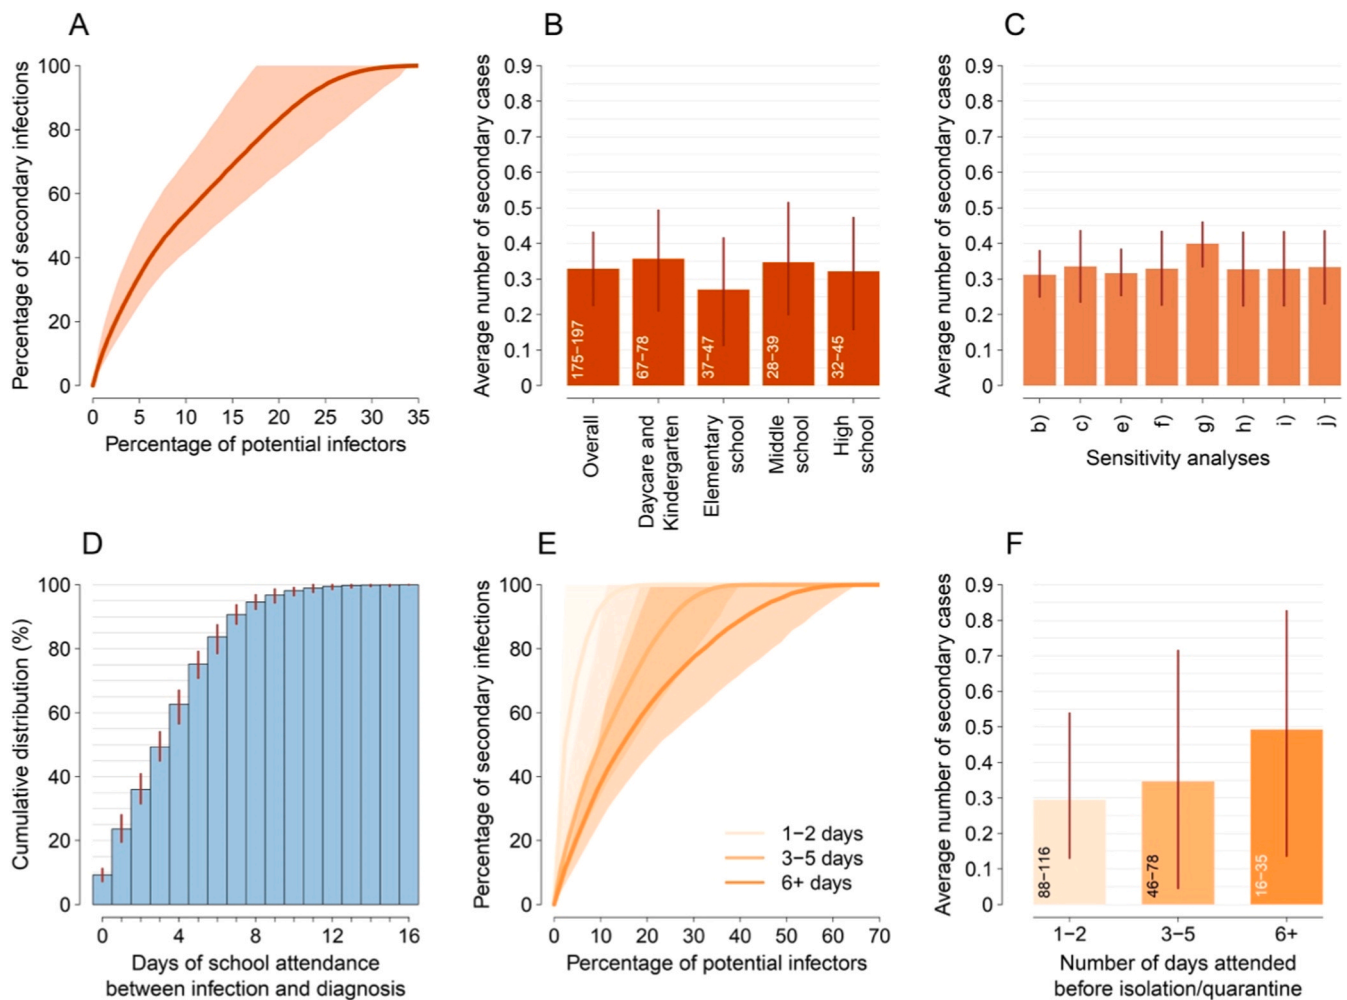 A
Percentage of secondary infections
100
80
60
40
20
0
0 5 10 15 20 25 30 35
Percentage of potential infectors
B
Average number of secondary cases
0.9
0.8
0.7
0.6
0.5
0.4
0.3
0.2
0.1
0
175−197
67−78
37−47
28−39
32−45
Overall
Daycare and
Kindergarten
Elementary
school
Middle
school
High
school
C
Average number of secondary cases
0.9
0.8
0.7
0.6
0.5
0.4
0.3
0.2
0.1
0
b) c) e) f) g) h) i) j)
Sensitivity analyses
D
Cumulative distribution (%)
100
80
60
40
20
0
0 4 8 12 16
Days of school attendance
between infection and diagnosis
E
Percentage of secondary infections
100
80
60
40
20
0
1−2 days
3−5 days
6+ days
0 10 20 30 40 50 60 70
Percentage of potential infectors
F
Average number of secondary cases
0.9
0.8
0.7
0.6
0.5
0.4
0.3
0.2
0.1
0
88−116
46−78
16−35
1−2 3−5 6+
Number of days attended
before isolation/quarantine